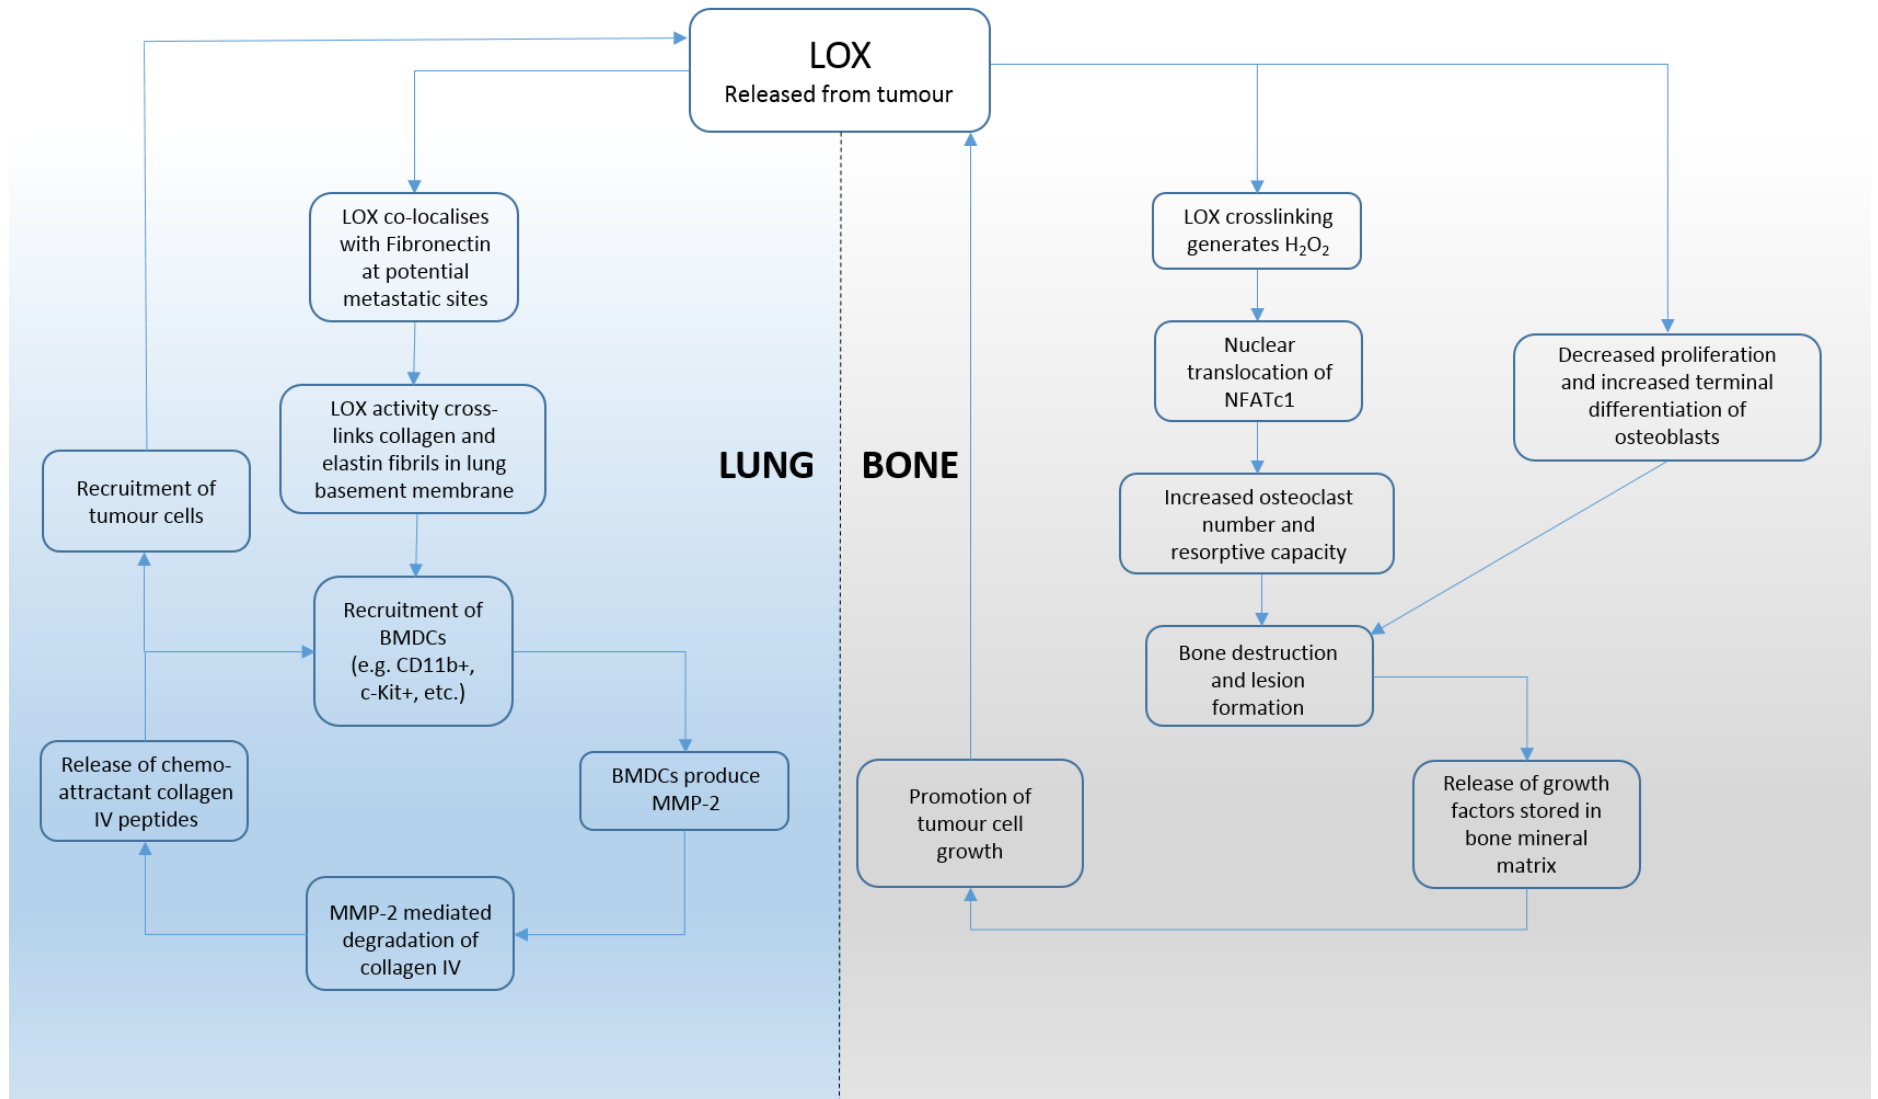 LOX
Released from tumour
LOX co-localises
with Fibronectin
at potential
metastatic sites
LOX activity cross-
links collagen and
elastin fibrils in lung
basement membrane
Recruitment of
tumour cells
Recruitment of
BMDCs
(e.g. CD11b+,
c-Kit+, etc.)
Release of chemo-
attractant collagen
IV peptides
BMDCs produce
MMP-2
MMP-2 mediated
degradation of
collagen IV
LUNG
BONE
LOX crosslinking
generates H₂O₂
Nuclear
translocation of
NFATc1
Decreased proliferation
and increased terminal
differentiation of
osteoblasts
Increased osteoclast
number and
resorptive capacity
Bone destruction
and lesion
formation
Promotion of
tumour cell
growth
Release of growth
factors stored in
bone mineral
matrix